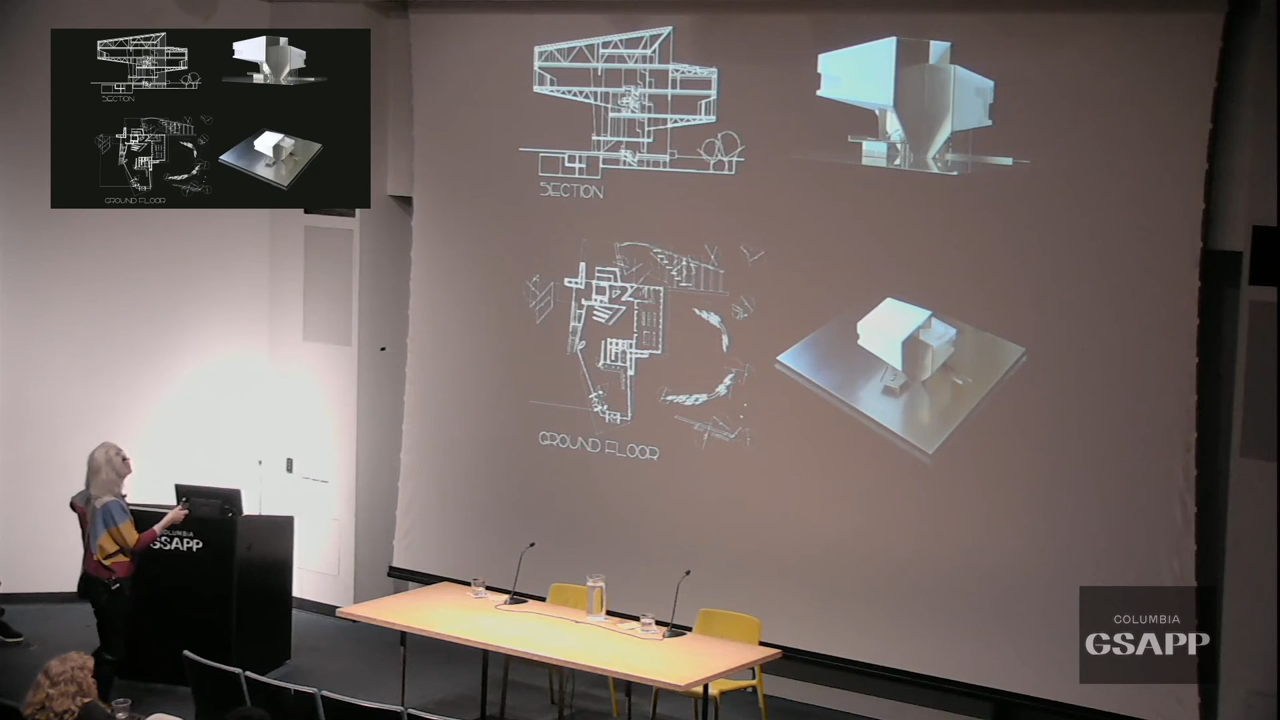 SECTION
GROUND FLOOR
SECTION
GROUND FLOOR
COLUMBIA
GSAPP
COLUMBIA
GSAPP